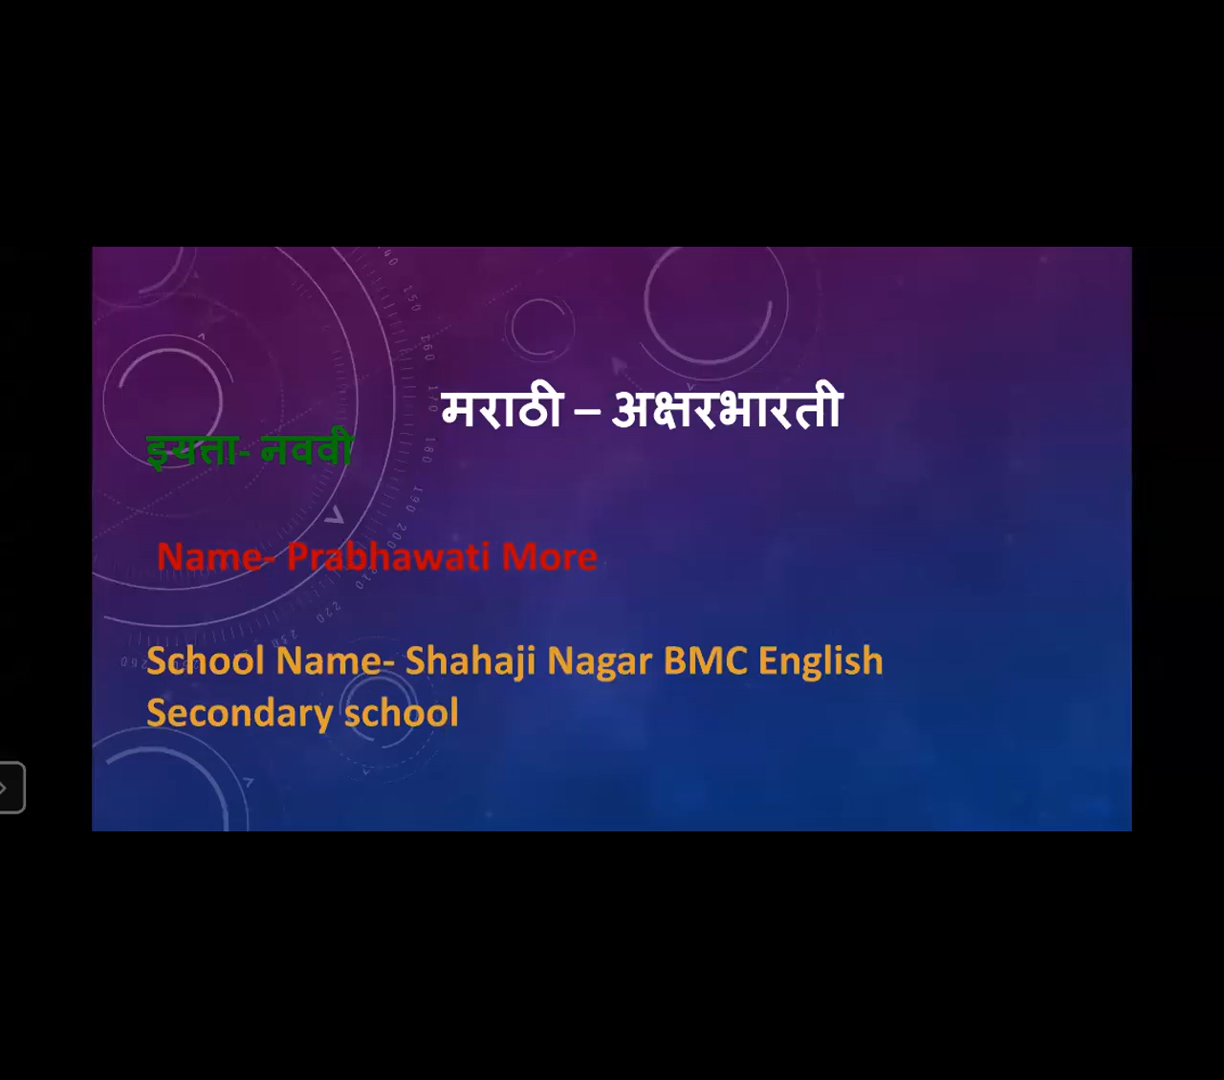 मराठी – अक्षरभारती
इयत्ता- नववी
Name- Prabhawati More
School Name- Shahaji Nagar BMC English
Secondary school